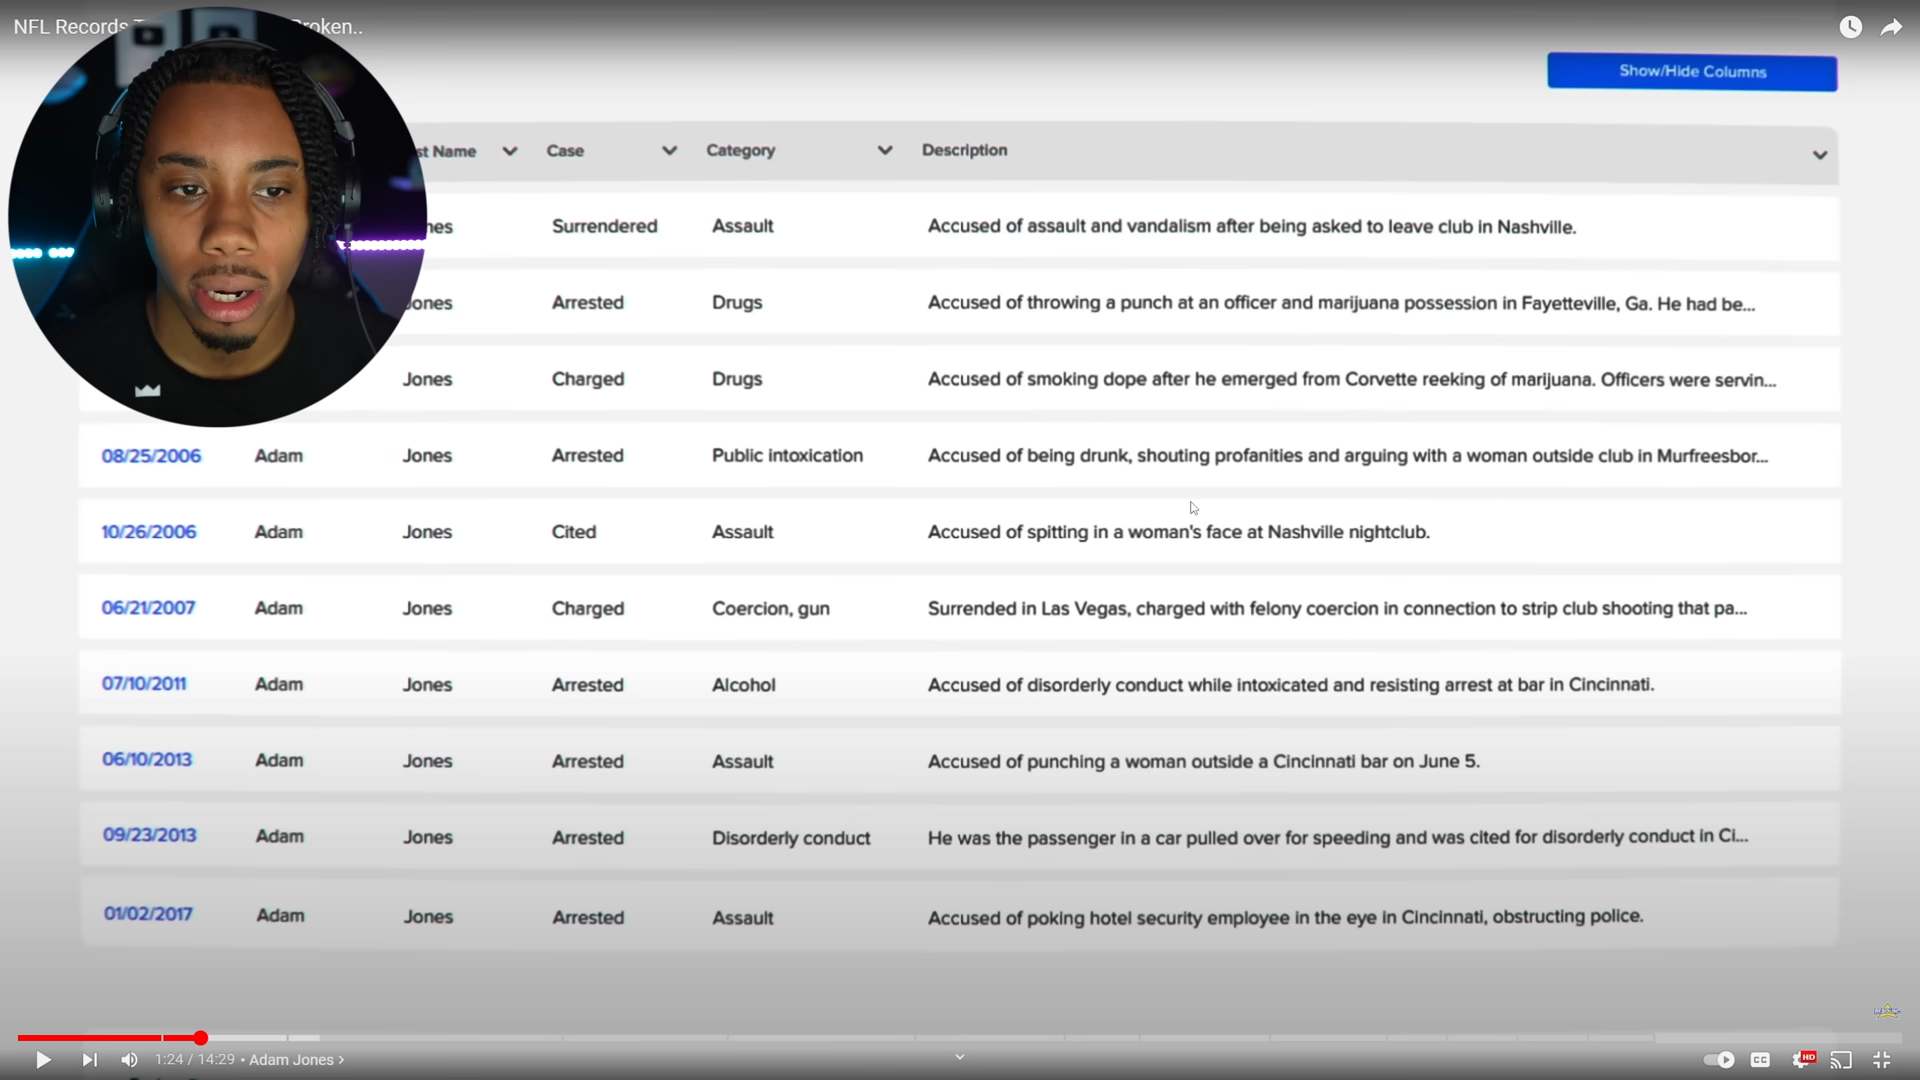 NFL Records Broken..
Show/Hide Columns
st Name Case Category Description
nes Surrendered Assault Accused of assault and vandalism after being asked to leave club in Nashville.
Jones Arrested Drugs Accused of throwing a punch at an officer and marijuana possession in Fayetteville, Ga. He had be...
Jones Charged Drugs Accused of smoking dope after he emerged from Corvette reeking of marijuana. Officers were servin...
08/25/2006 Adam Jones Arrested Public intoxication Accused of being drunk, shouting profanities and arguing with a woman outside club in Murfreesbor...
10/26/2006 Adam Jones Cited Assault Accused of spitting in a woman's face at Nashville nightclub.
06/21/2007 Adam Jones Charged Coercion, gun Surrended in Las Vegas, charged with felony coercion in connection to strip club shooting that pa...
07/10/2011 Adam Jones Arrested Alcohol Accused of disorderly conduct while intoxicated and resisting arrest at bar in Cincinnati.
06/10/2013 Adam Jones Arrested Assault Accused of punching a woman outside a Cincinnati bar on June 5.
09/23/2013 Adam Jones Arrested Disorderly conduct He was the passenger in a car pulled over for speeding and was cited for disorderly conduct in Ci...
01/02/2017 Adam Jones Arrested Assault Accused of poking hotel security employee in the eye in Cincinnati, obstructing police.
1:24 / 14:29 • Adam Jones ›
CC
HD